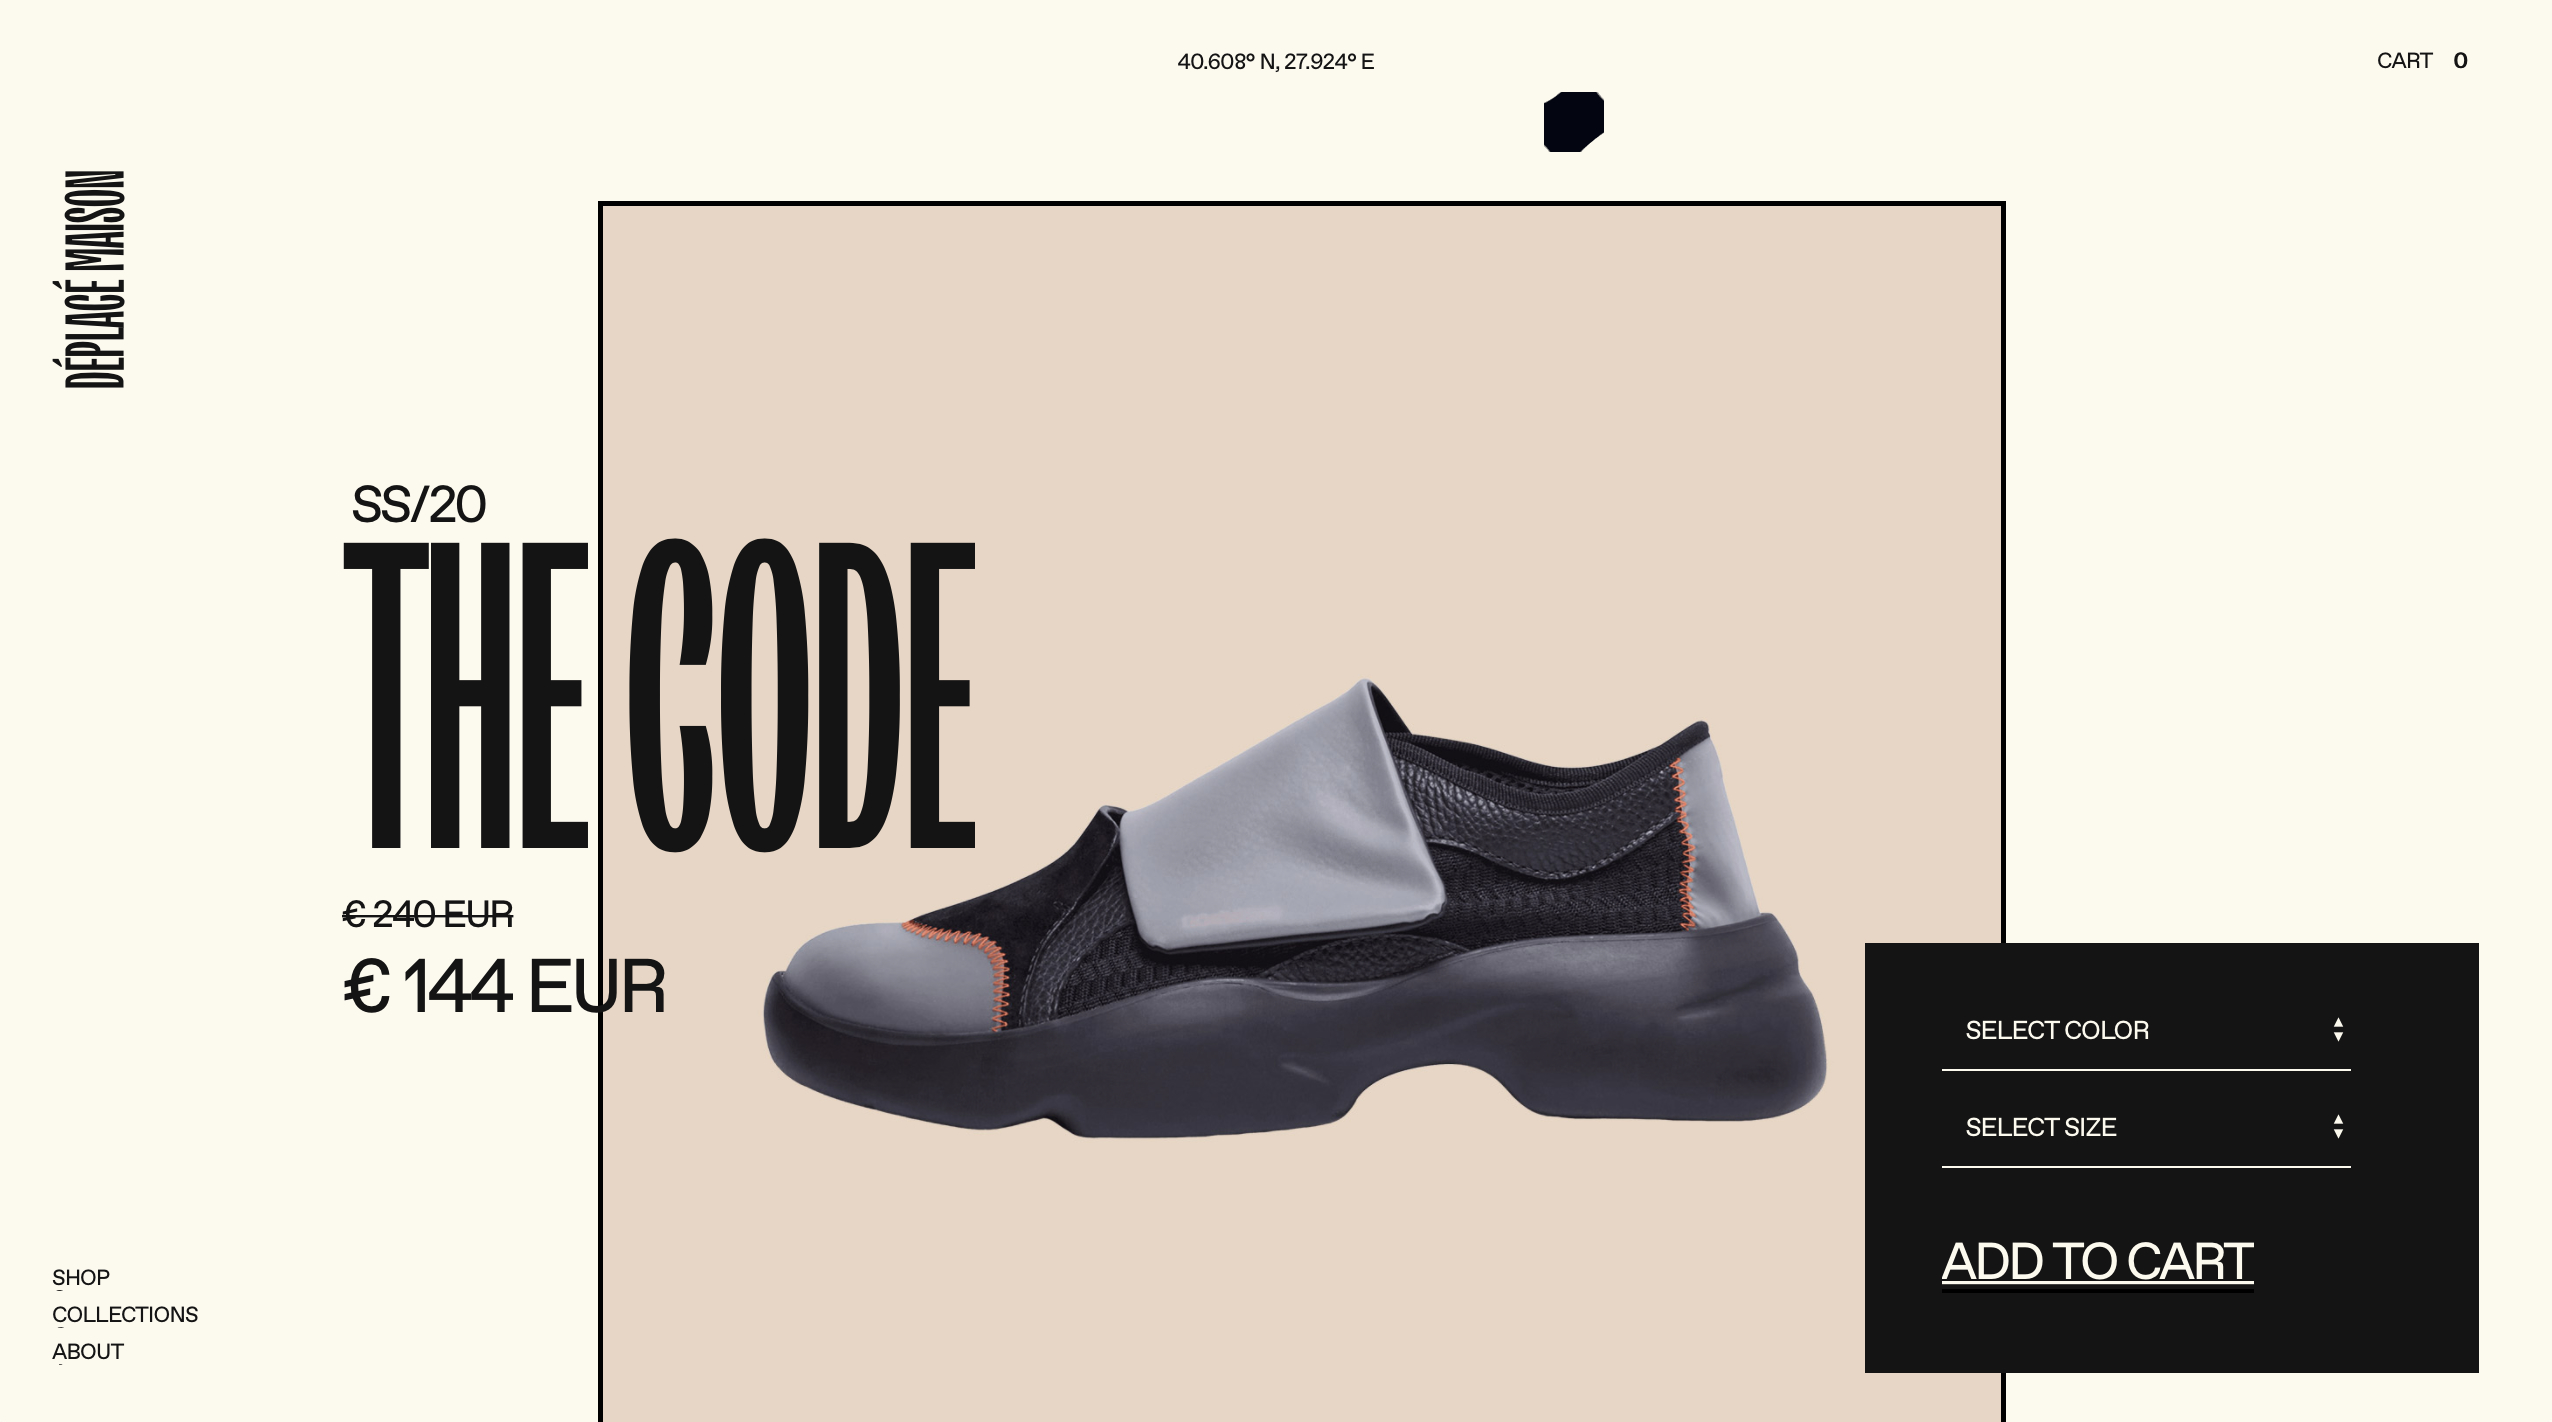 40.608° N, 27.924° E
CART 0
DÉPLACÉ MAISON
SS/20
THE CODE
€ 240 EUR
€ 144 EUR
SELECT COLOR
SELECT SIZE
ADD TO CART
SHOP
COLLECTIONS
ABOUT